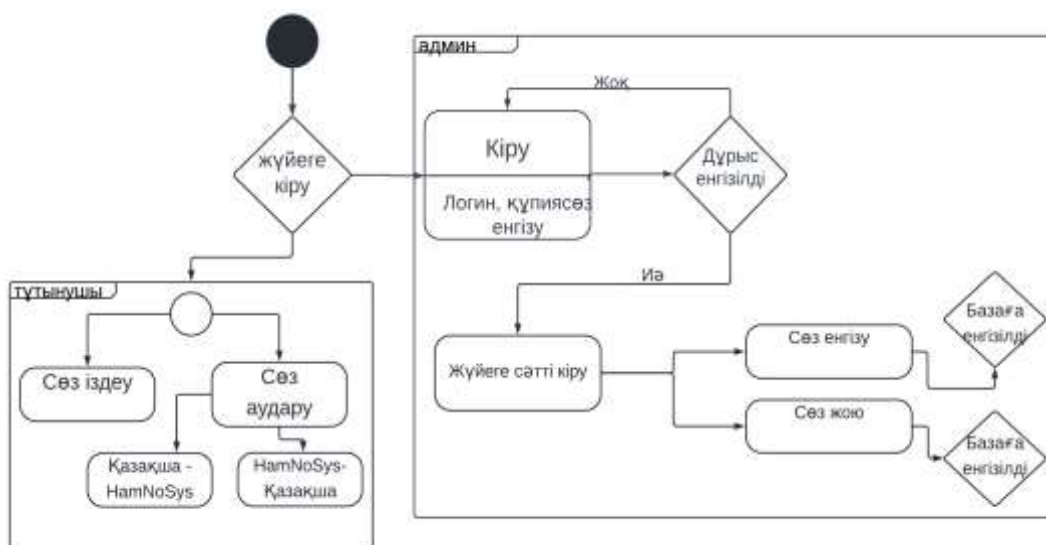 админ
Жоқ
жүйеге
кіру
Кіру
Логин, құпиясөз
енгізу
Дұрыс
енгізілді
Иә
тұтынушы
Сөз іздеу
Сөз
аудару
Қазақша -
HamNoSys
HamNoSys-
Қазақша
Жүйеге сәтті кіру
Сөз енгізу
Базаға
енгізілді
Сөз жою
Базаға
енгізілді